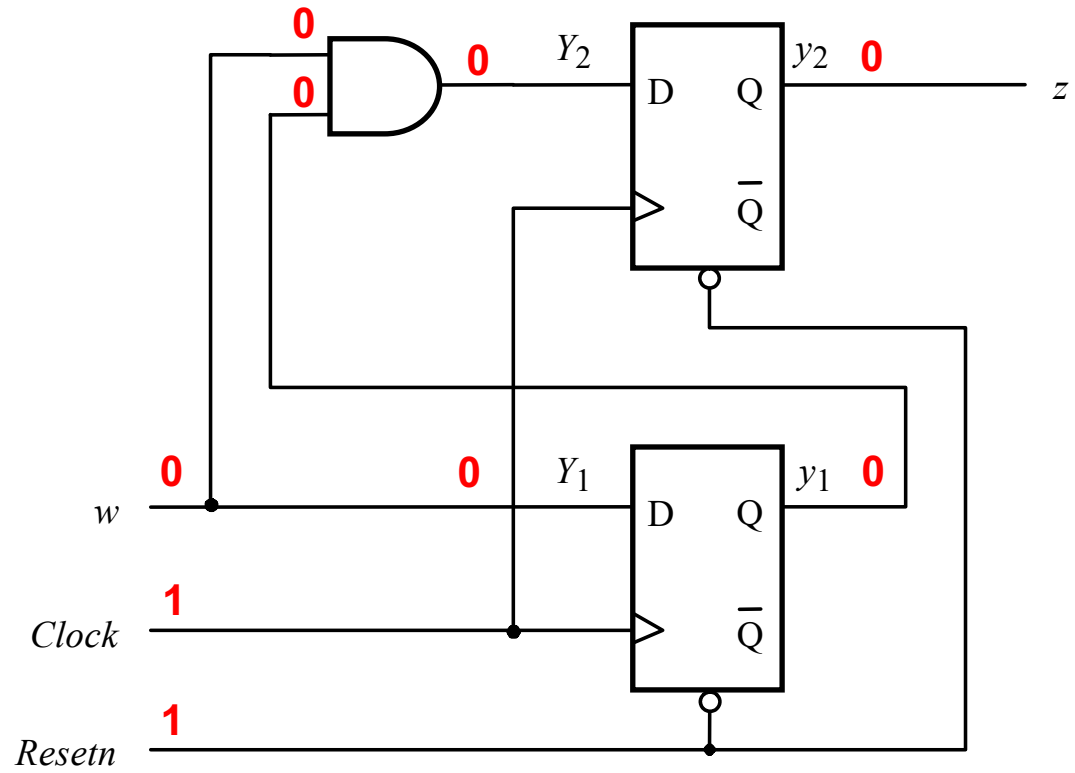 0
0 0 Y2 y2 0
D Q z
Q̅
0 0 Y1 y1 0
w D Q
1
Clock Q̅
1
Resetn